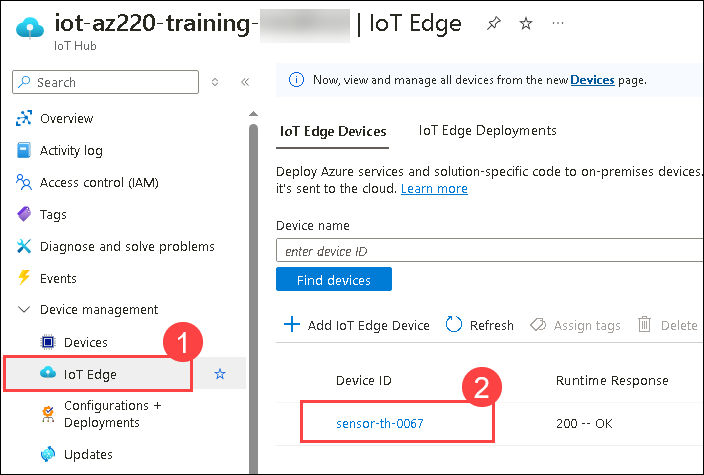 iot-az220-training- | IoT Edge ...
IoT Hub
Search
Now, view and manage all devices from the new Devices page.
Overview
Activity log
Access control (IAM)
Tags
Diagnose and solve problems
Events
Device management
Devices
1
IoT Edge
Configurations +
Deployments
Updates
IoT Edge Devices IoT Edge Deployments
Deploy Azure services and solution-specific code to on-premises devices.
it's sent to the cloud. Learn more
Device name
enter device ID
Find devices
Add IoT Edge Device Refresh Assign tags Delete
Device ID Runtime Response
2
sensor-th-0067 200 -- OK